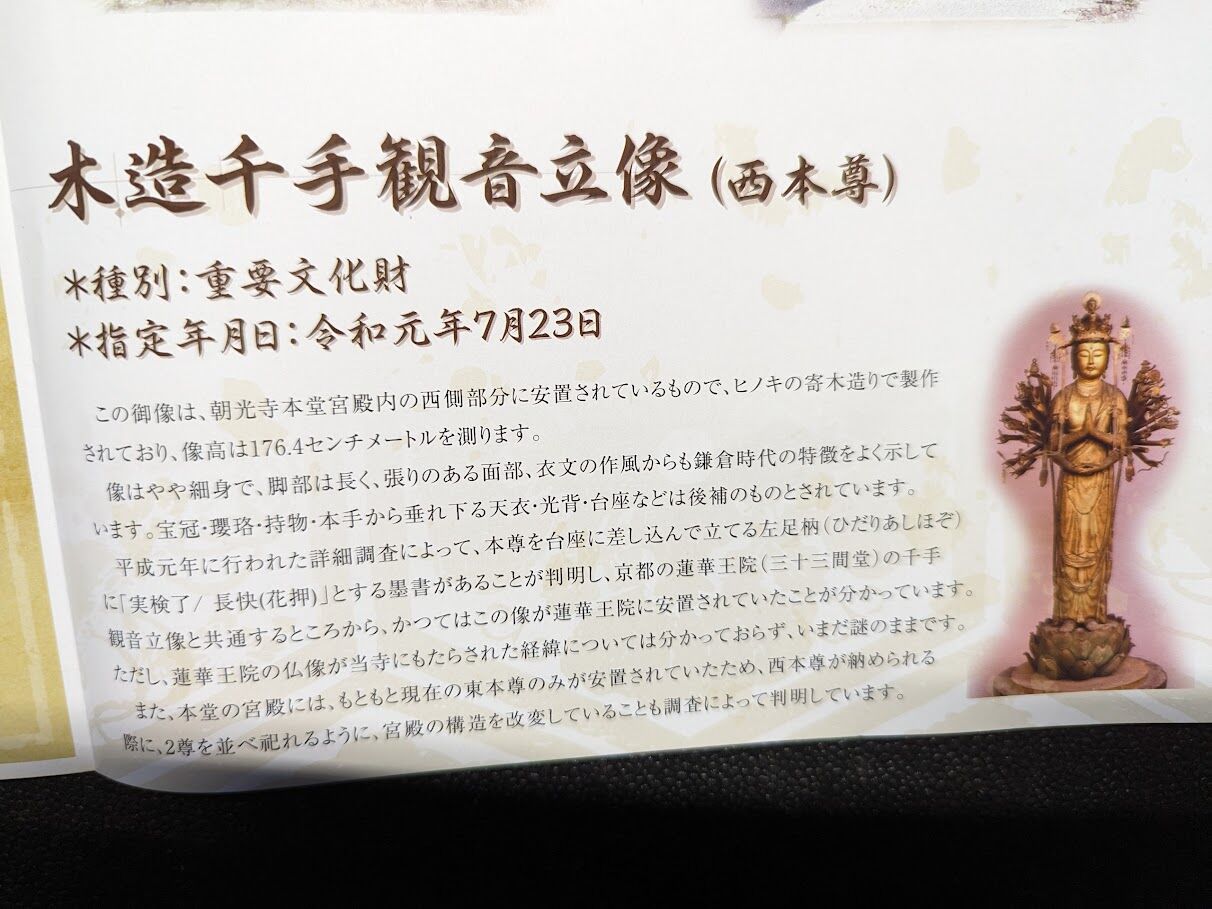 木造千手観音立像(西本尊)
*種別:重要文化財
*指定年月日:令和元年7月23日
この御像は、朝光寺本堂宮殿内の西側部分に安置されているもので、ヒノキの寄木造りで製作
されており、像高は176.4センチメートルを測ります。
像はやや細身で、脚部は長く、張りのある面部、衣文の作風からも鎌倉時代の特徴をよく示して
います。宝冠・瓔珞・持物・本手から垂れ下る天衣・光背・台座などは後補のものとされています。
平成元年に行われた詳細調査によって、本尊を台座に差し込んで立てる左足枘(ひだりあしほぞ)
に「実検了/ 長快(花押)」とする墨書があることが判明し、京都の蓮華王院(三十三間堂)の千手
観音立像と共通するところから、かつてはこの像が蓮華王院に安置されていたことが分かっています。
ただし、蓮華王院の仏像が当寺にもたらされた経緯については分かっておらず、いまだ謎のままです。
また、本堂の宮殿には、もともと現在の東本尊のみが安置されていたため、西本尊が納められる
際に、2尊を並べ祀れるように、宮殿の構造を改変していることも調査によって判明しています。